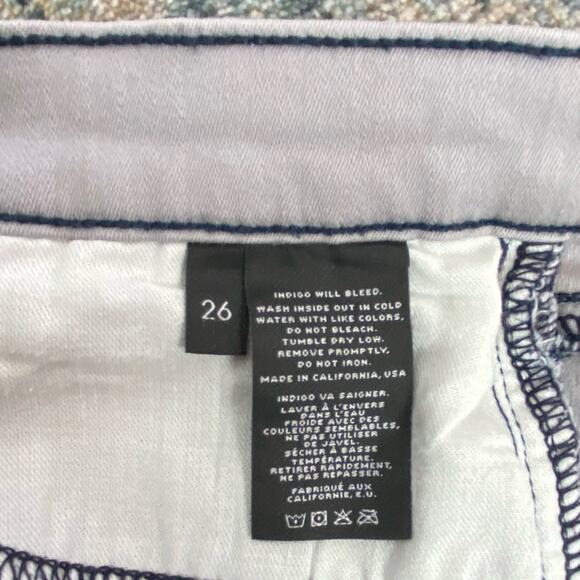 26
INDIGO WILL BLEED.
WASH INSIDE OUT IN COLD
WATER WITH LIKE COLORS,
DO NOT BLEACH.
TUMBLE DRY LOW.
REMOVE PROMPTLY,
DO NOT IRON.
MADE IN CALIFORNIA, USA
INDIGO VA SAIGNER.
LAVER À L'ENVERS
DANS L'EAU
FROIDE AVEC DES
COULEURS SEMBLABLES,
NE PAS UTILISER
DE JAVEL.
SÉCHER À BASSE
TEMPÉRATURE.
RETIRER RAPIDEMENT,
NE PAS REPASSER.
FABRIQUÉ AUX
CALIFORNIE, E.U.